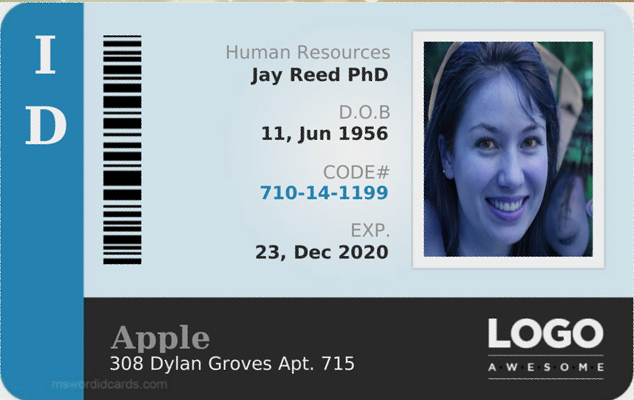 I
D
Human Resources
Jay Reed PhD
D.O.B
11, Jun 1956
CODE#
710-14-1199
EXP.
23, Dec 2020
Apple
308 Dylan Groves Apt. 715
LOGO
A·W·E·S·O·M·E
mswordidcards.com